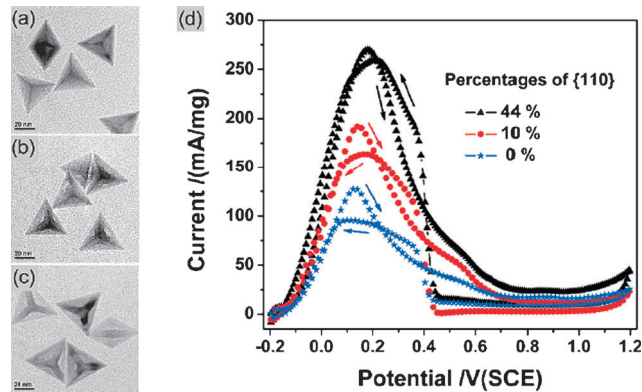 (a)
20 nm
(b)
20 nm
(c)
24 nm
(d)
Current /(mA/mg)
300
250
200
150
100
50
0
Percentages of {110}
44 %
10 %
0 %
-0.2 0.0 0.2 0.4 0.6 0.8 1.0 1.2
Potential /V(SCE)